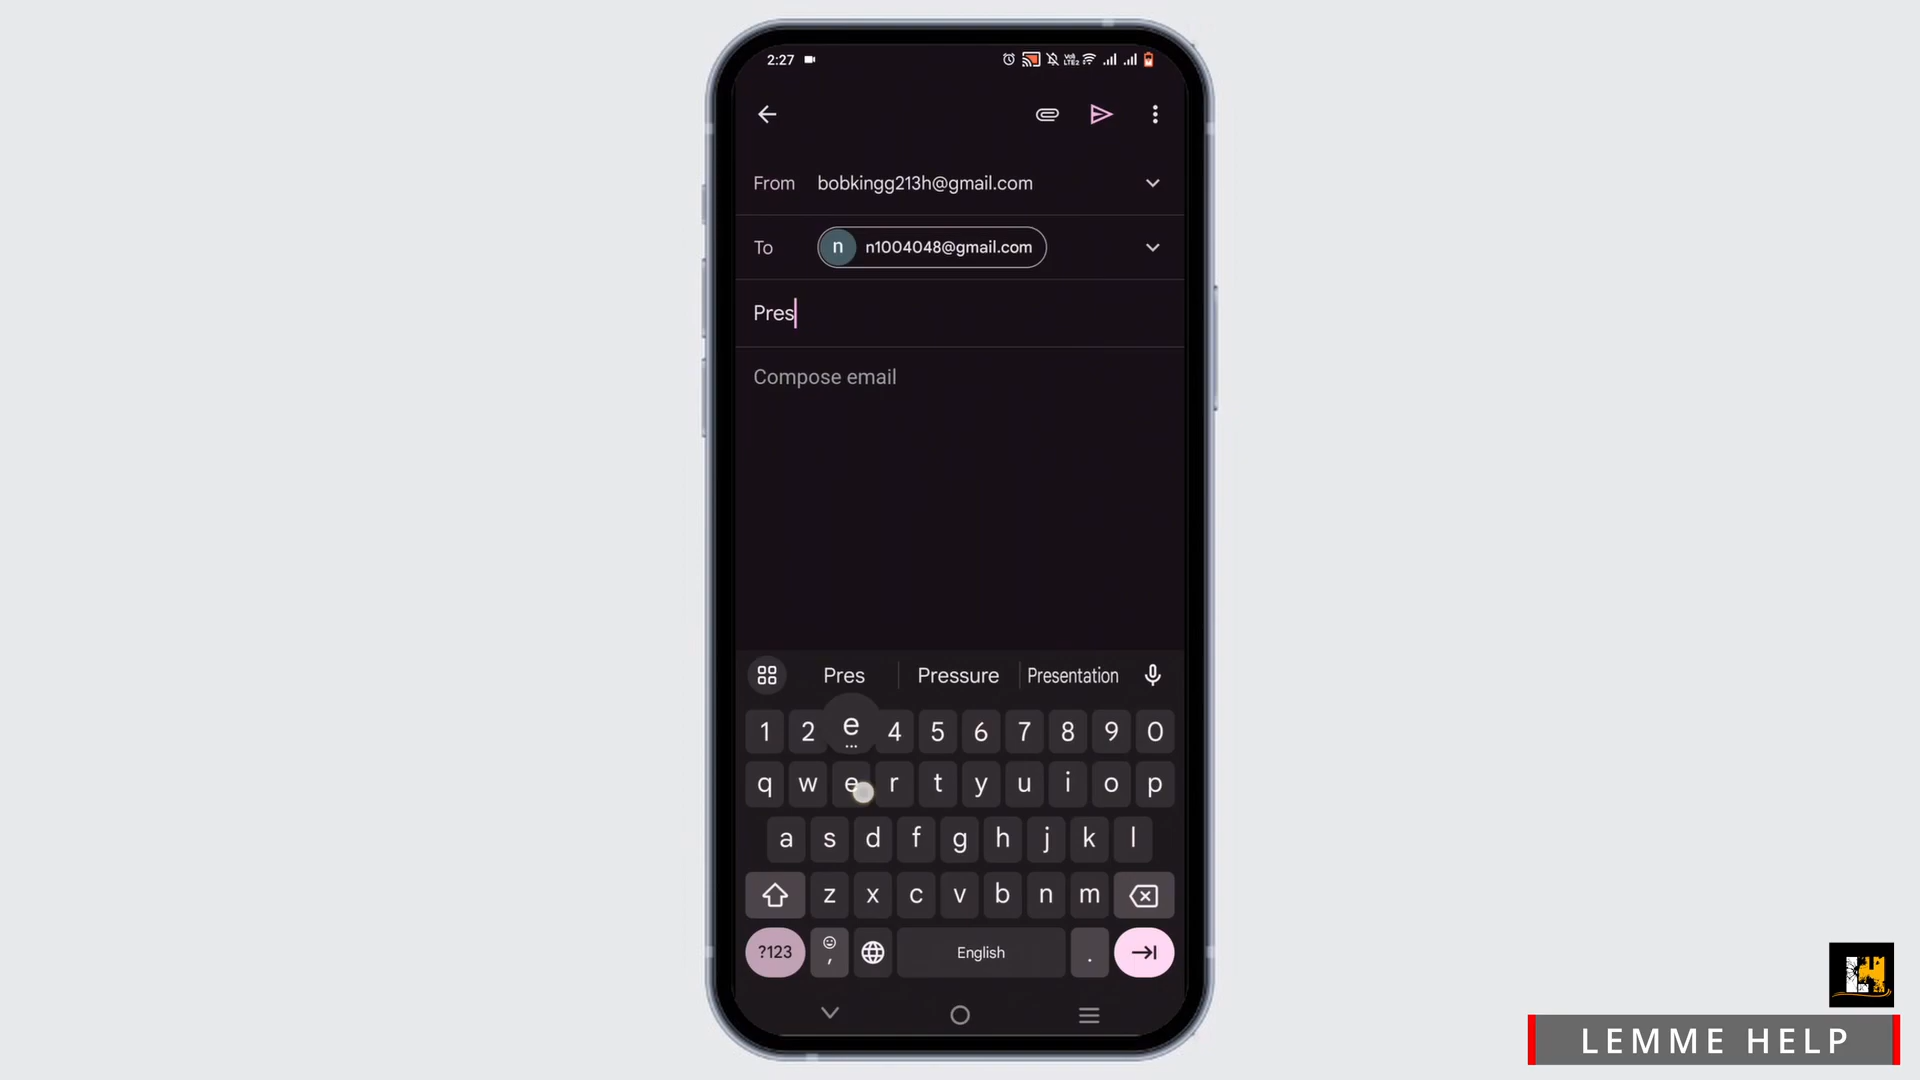 2:27
From bobkingg213h@gmail.com
To n n1004048@gmail.com
Pres
Compose email
Pres Pressure Presentation
1 2 e 4 5 6 7 8 9 0
q w e r t y u i o p
a s d f g h j k l
z x c v b n m
?123 , English .
LEMME HELP